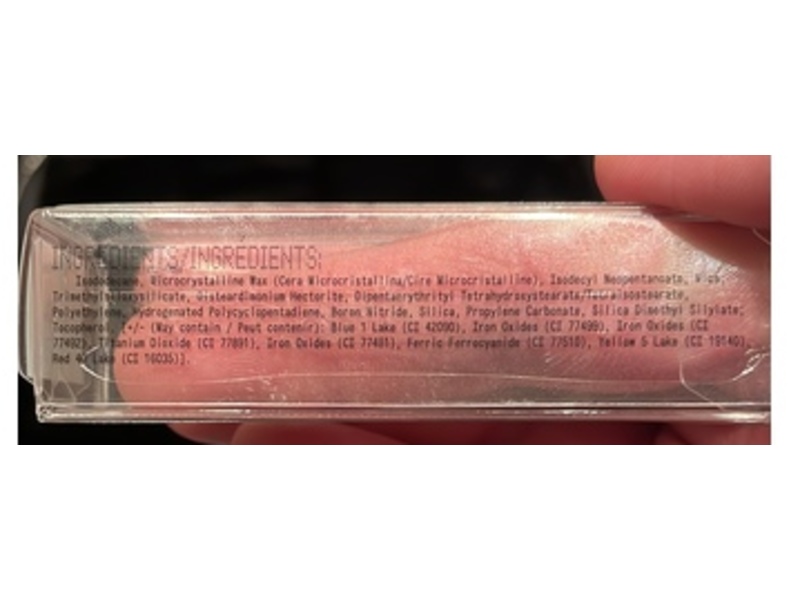 INGREDIENTS/INGREDIENTS:
Isododecane, Microcrystalline Wax (Cera Microcristallina/Cire Microcristalline), Isodecyl Neopentanoate, Mica,
Trimethylsiloxysilicate, Disteardimonium Hectorite, Dipentaerythrityl Tetrahydroxystearate/Tetraisostearate,
Polyethylene, Hydrogenated Polycyclopentadiene, Boron Nitride, Silica, Propylene Carbonate, Silica Dimethyl Silylate,
Tocopherol, [+/- (May contain / Peut contenir): Blue 1 Lake (CI 42090), Iron Oxides (CI 77499), Iron Oxides (CI
77492), Titanium Dioxide (CI 77891), Iron Oxides (CI 77491), Ferric Ferrocyanide (CI 77510), Yellow 5 Lake (CI 19140),
Red 40 Lake (CI 16035)].